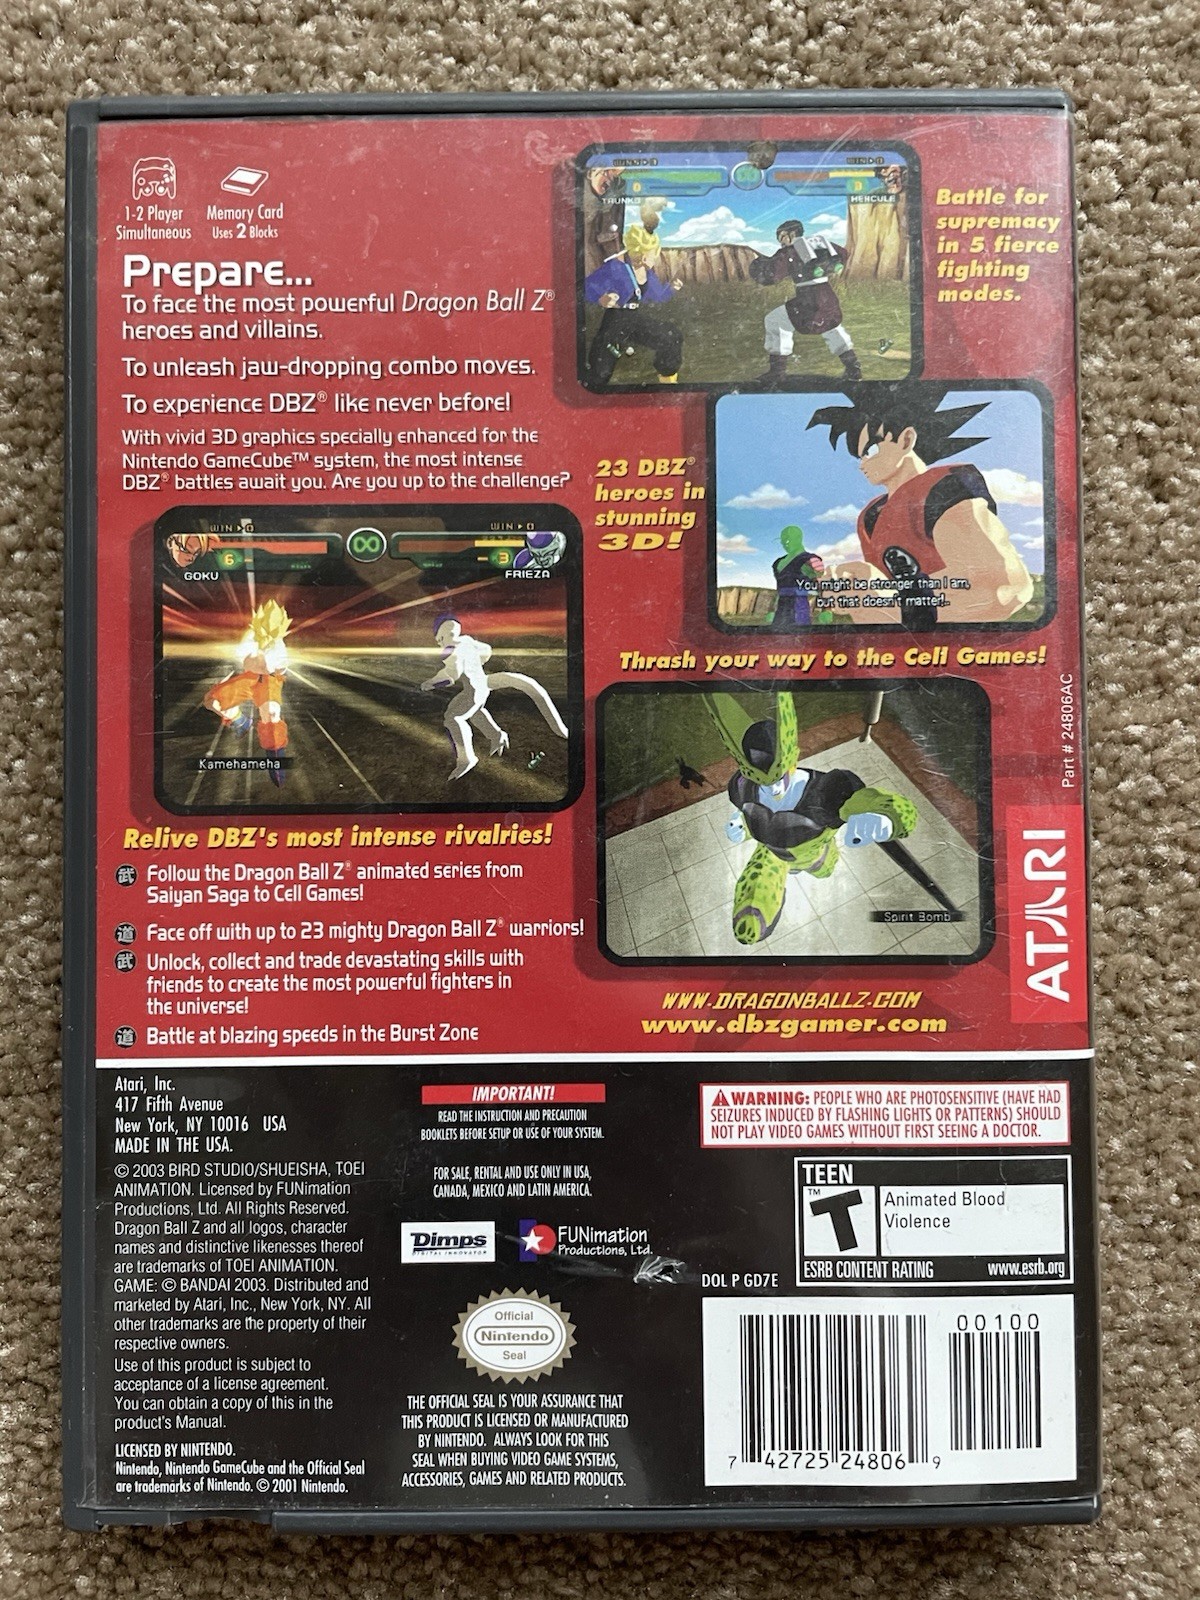 1-2 Player
Simultaneous
Memory Card
Uses 2 Blocks
Prepare...
To face the most powerful Dragon Ball Z®
heroes and villains.
To unleash jaw-dropping combo moves.
To experience DBZ® like never before!
With vivid 3D graphics specially enhanced for the
Nintendo GameCube™ system, the most intense
DBZ® battles await you. Are you up to the challenge?
WINS▸3
WIN▸0
TRUNKS
0
HERCULE
Battle for
supremacy
in 5 fierce
fighting
modes.
23 DBZ®
heroes in
stunning
3D!
You might be stronger than I am,
but that doesn't matter!
WIN▸0
WIN▸0
6
3
GOKU
FRIEZA
Kamehameha
Thrash your way to the Cell Games!
Spirit Bomb
Part # 24806AC
ATARI
Relive DBZ's most intense rivalries!
武 Follow the Dragon Ball Z® animated series from
Saiyan Saga to Cell Games!
道 Face off with up to 23 mighty Dragon Ball Z® warriors!
武 Unlock, collect and trade devastating skills with
friends to create the most powerful fighters in
the universe!
道 Battle at blazing speeds in the Burst Zone
WWW.DRAGONBALLZ.COM
www.dbzgamer.com
Atari, Inc.
417 Fifth Avenue
New York, NY 10016 USA
MADE IN THE USA.
© 2003 BIRD STUDIO/SHUEISHA, TOEI
ANIMATION. Licensed by FUNimation
Productions, Ltd. All Rights Reserved.
Dragon Ball Z and all logos, character
names and distinctive likenesses thereof
are trademarks of TOEI ANIMATION.
GAME: © BANDAI 2003. Distributed and
marketed by Atari, Inc., New York, NY. All
other trademarks are the property of their
respective owners.
Use of this product is subject to
acceptance of a license agreement.
You can obtain a copy of this in the
product's Manual.
LICENSED BY NINTENDO.
Nintendo, Nintendo GameCube and the Official Seal
are trademarks of Nintendo. © 2001 Nintendo.
IMPORTANT!
READ THE INSTRUCTION AND PRECAUTION
BOOKLETS BEFORE SETUP OR USE OF YOUR SYSTEM.
FOR SALE, RENTAL AND USE ONLY IN USA,
CANADA, MEXICO AND LATIN AMERICA.
Dimps
DIGITAL INNOVATOR
FUNimation
Productions, Ltd.
Official
Nintendo
Seal
THE OFFICIAL SEAL IS YOUR ASSURANCE THAT
THIS PRODUCT IS LICENSED OR MANUFACTURED
BY NINTENDO. ALWAYS LOOK FOR THIS
SEAL WHEN BUYING VIDEO GAME SYSTEMS,
ACCESSORIES, GAMES AND RELATED PRODUCTS.
WARNING: PEOPLE WHO ARE PHOTOSENSITIVE (HAVE HAD
SEIZURES INDUCED BY FLASHING LIGHTS OR PATTERNS) SHOULD
NOT PLAY VIDEO GAMES WITHOUT FIRST SEEING A DOCTOR.
TEEN
T™
Animated Blood
Violence
ESRB CONTENT RATING www.esrb.org
DOL P GD7E
00100
7 42725 24806 9